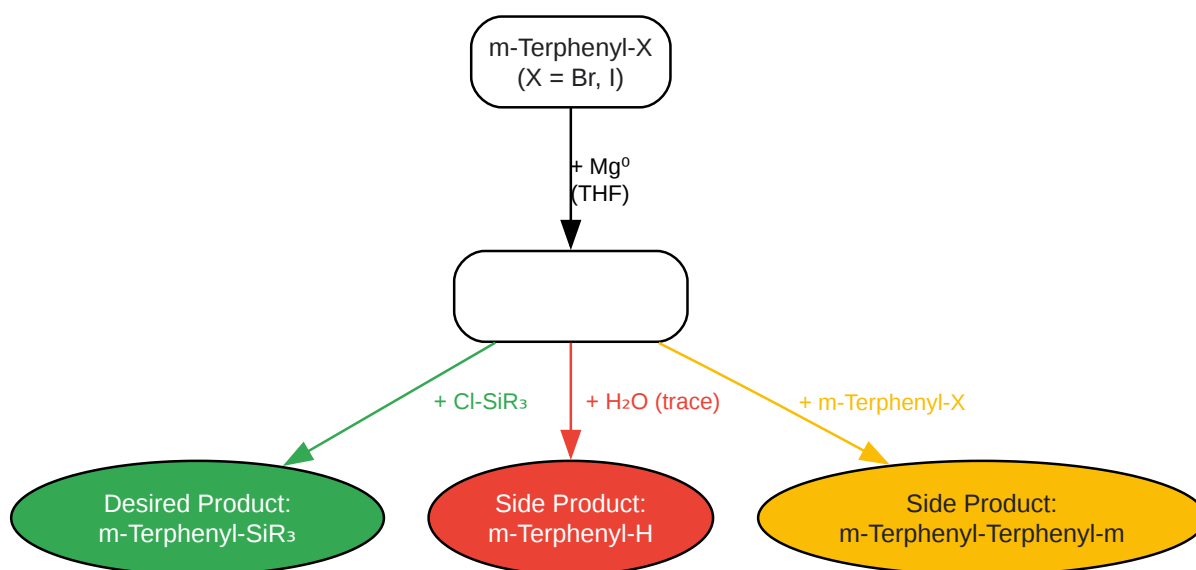 m-Terphenyl-X
(X = Br, I)
+ Mg⁰
(THF)
+ Cl-SiR₃
+ H₂O (trace)
+ m-Terphenyl-X
Desired Product:
m-Terphenyl-SiR₃
Side Product:
m-Terphenyl-H
Side Product:
m-Terphenyl-Terphenyl-m